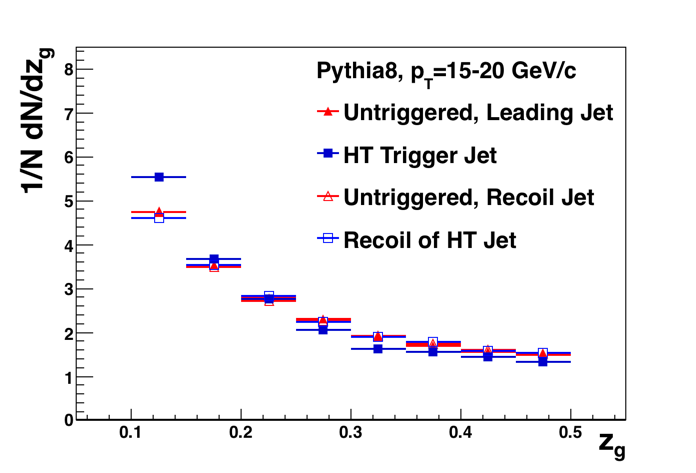 1/N dN/dz_g
8
7
6
5
4
3
2
1
0
Pythia8, p_T=15-20 GeV/c
Untriggered, Leading Jet
HT Trigger Jet
Untriggered, Recoil Jet
Recoil of HT Jet
0.1 0.2 0.3 0.4 0.5
z_g